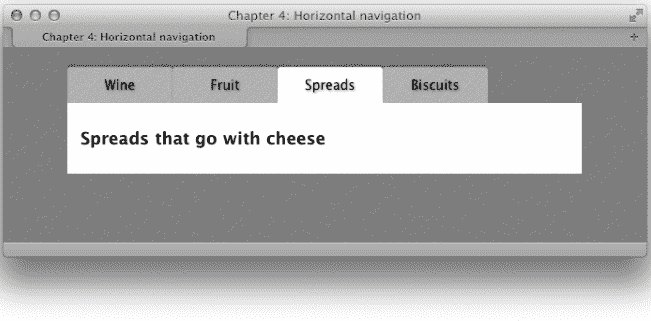 Chapter 4: Horizontal navigation
Chapter 4: Horizontal navigation
Wine Fruit Spreads Biscuits
Spreads that go with cheese